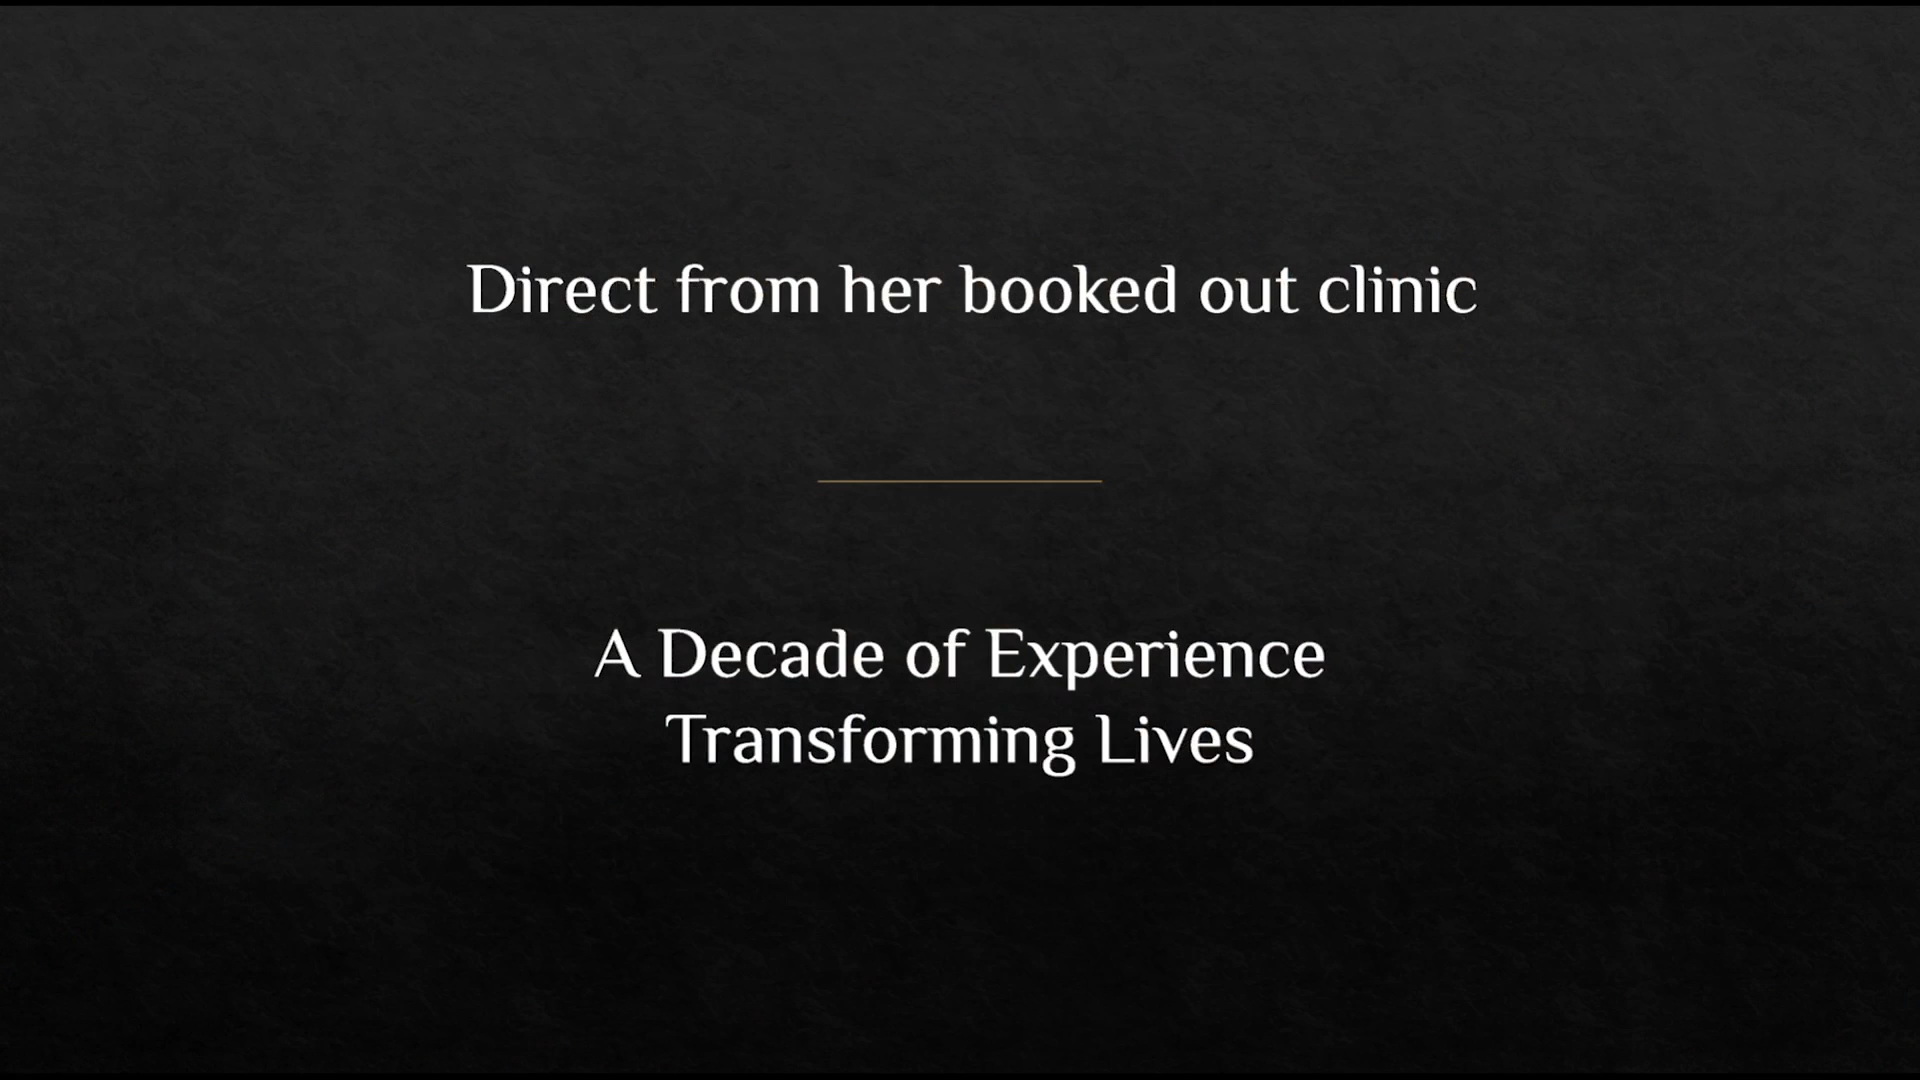 Direct from her booked out clinic
A Decade of Experience
Transforming Lives